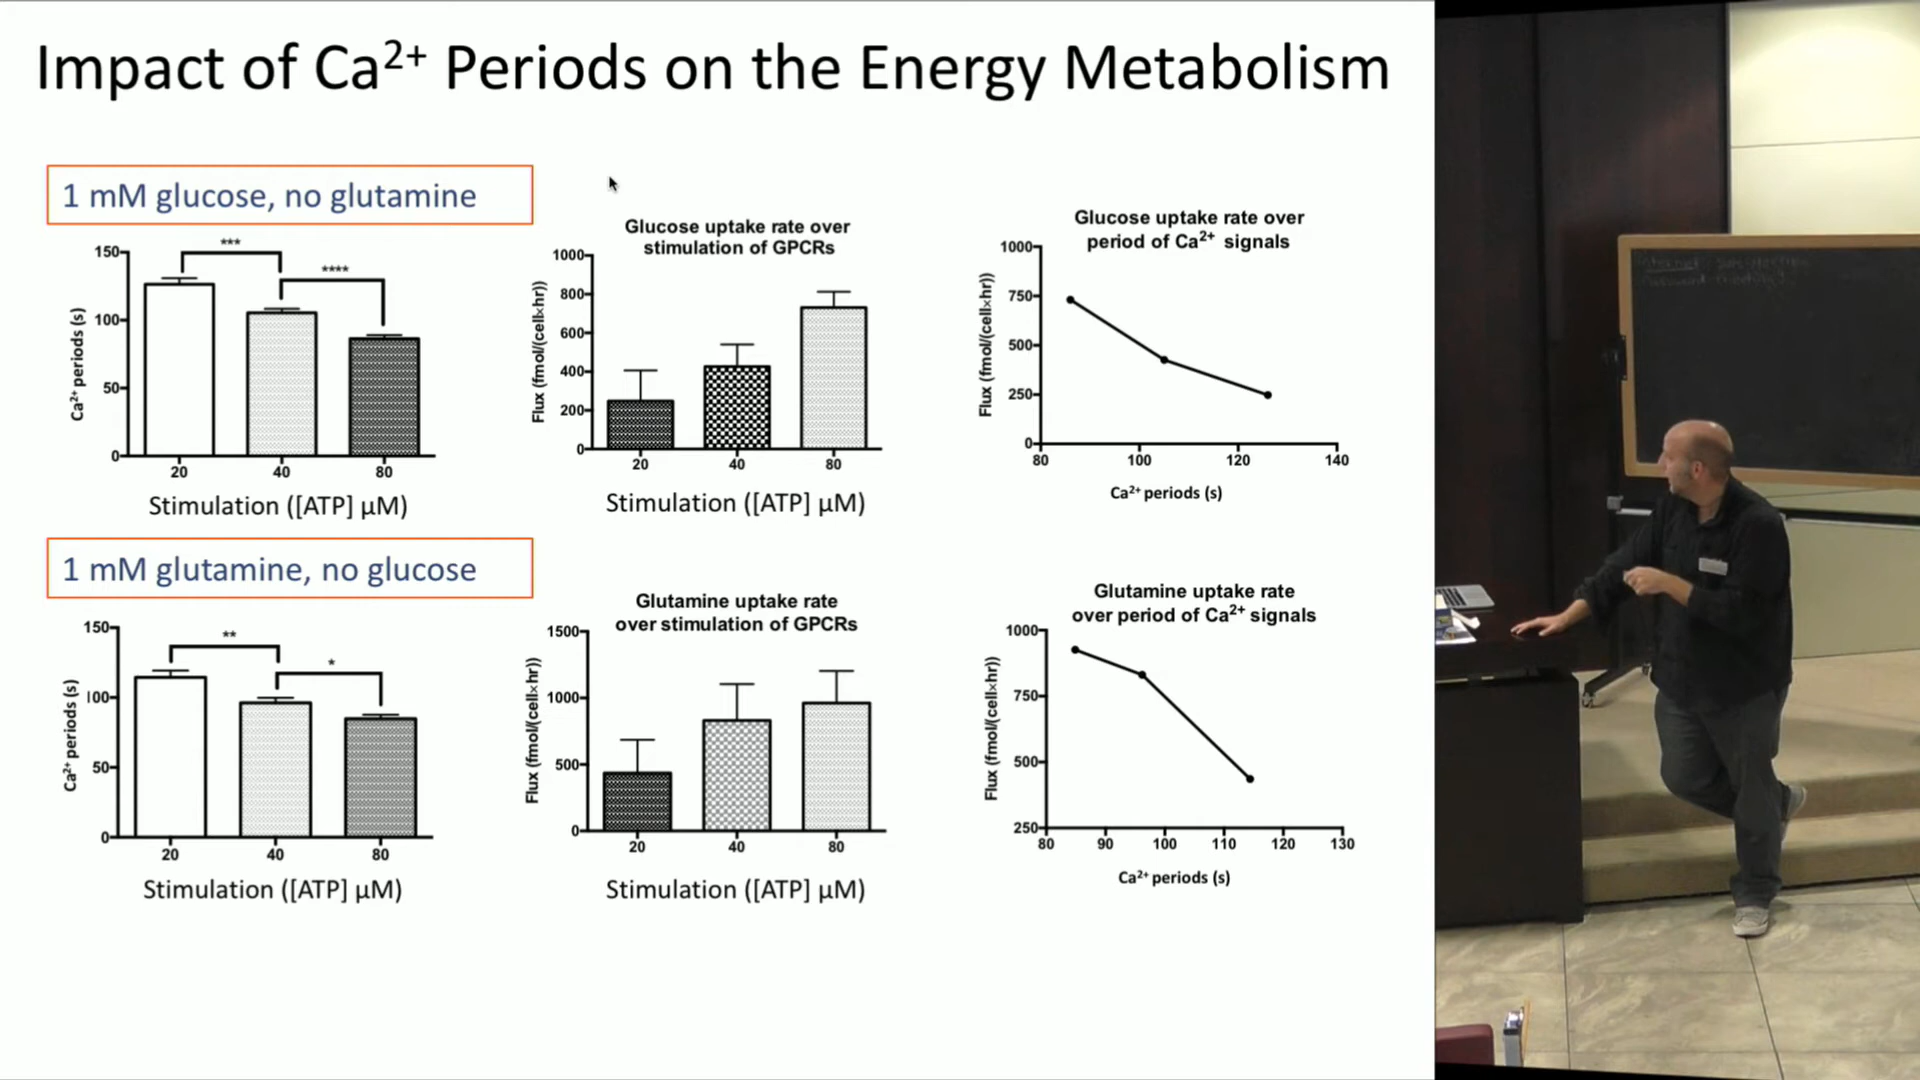 Impact of Ca²⁺ Periods on the Energy Metabolism
1 mM glucose, no glutamine
150
100
50
0
Ca²⁺ periods (s)
***
****
20 40 80
Stimulation ([ATP] μM)
Glucose uptake rate over
stimulation of GPCRs
1000
800
600
400
200
0
Flux (fmol/(cell×hr))
20 40 80
Stimulation ([ATP] μM)
Glucose uptake rate over
period of Ca²⁺ signals
1000
750
500
250
0
Flux (fmol/(cell×hr))
80 100 120 140
Ca²⁺ periods (s)
1 mM glutamine, no glucose
150
100
50
0
Ca²⁺ periods (s)
**
*
20 40 80
Stimulation ([ATP] μM)
Glutamine uptake rate
over stimulation of GPCRs
1500
1000
500
0
Flux (fmol/(cell×hr))
20 40 80
Stimulation ([ATP] μM)
Glutamine uptake rate
over period of Ca²⁺ signals
1000
750
500
250
Flux (fmol/(cell×hr))
80 90 100 110 120 130
Ca²⁺ periods (s)